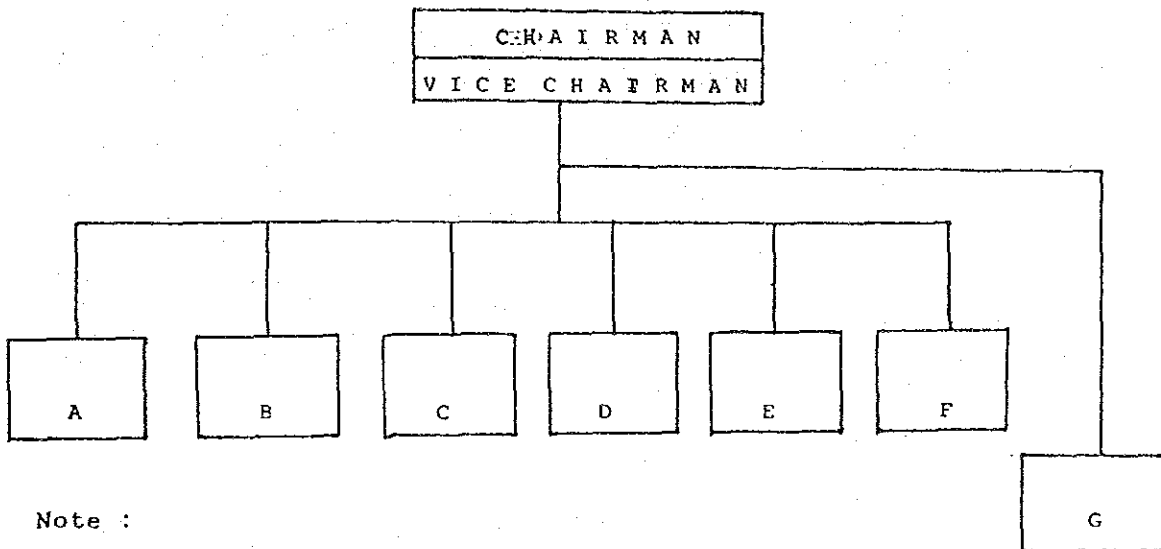 CHAIRMAN
VICE CHAIRMAN
A B C D E F
G
Note :